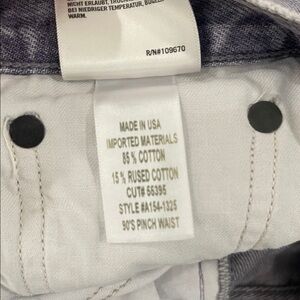 NICHT ERLAUBT,
BEI NIEDRIGER TEMPERATUR,
WARM.
R/N#109670
MADE IN USA
IMPORTED MATERIALS
85 % COTTON
15 % RUSED COTTON
CUT# 56395
STYLE #A154-1325
90'S PINCH WAIST